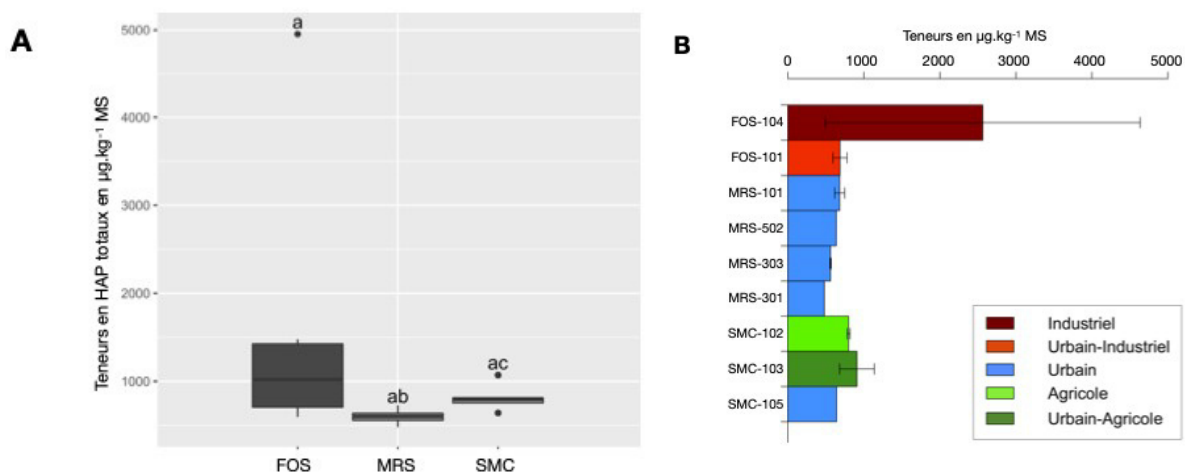 A
Teneurs en HAP totaux en µg.kg⁻¹ MS
5000
4000
3000
2000
1000
a
ab
ac
FOS MRS SMC
B
Teneurs en µg.kg⁻¹ MS
0 1000 2000 3000 4000 5000
FOS-104
FOS-101
MRS-101
MRS-502
MRS-303
MRS-301
SMC-102
SMC-103
SMC-105
Industriel
Urbain-Industriel
Urbain
Agricole
Urbain-Agricole